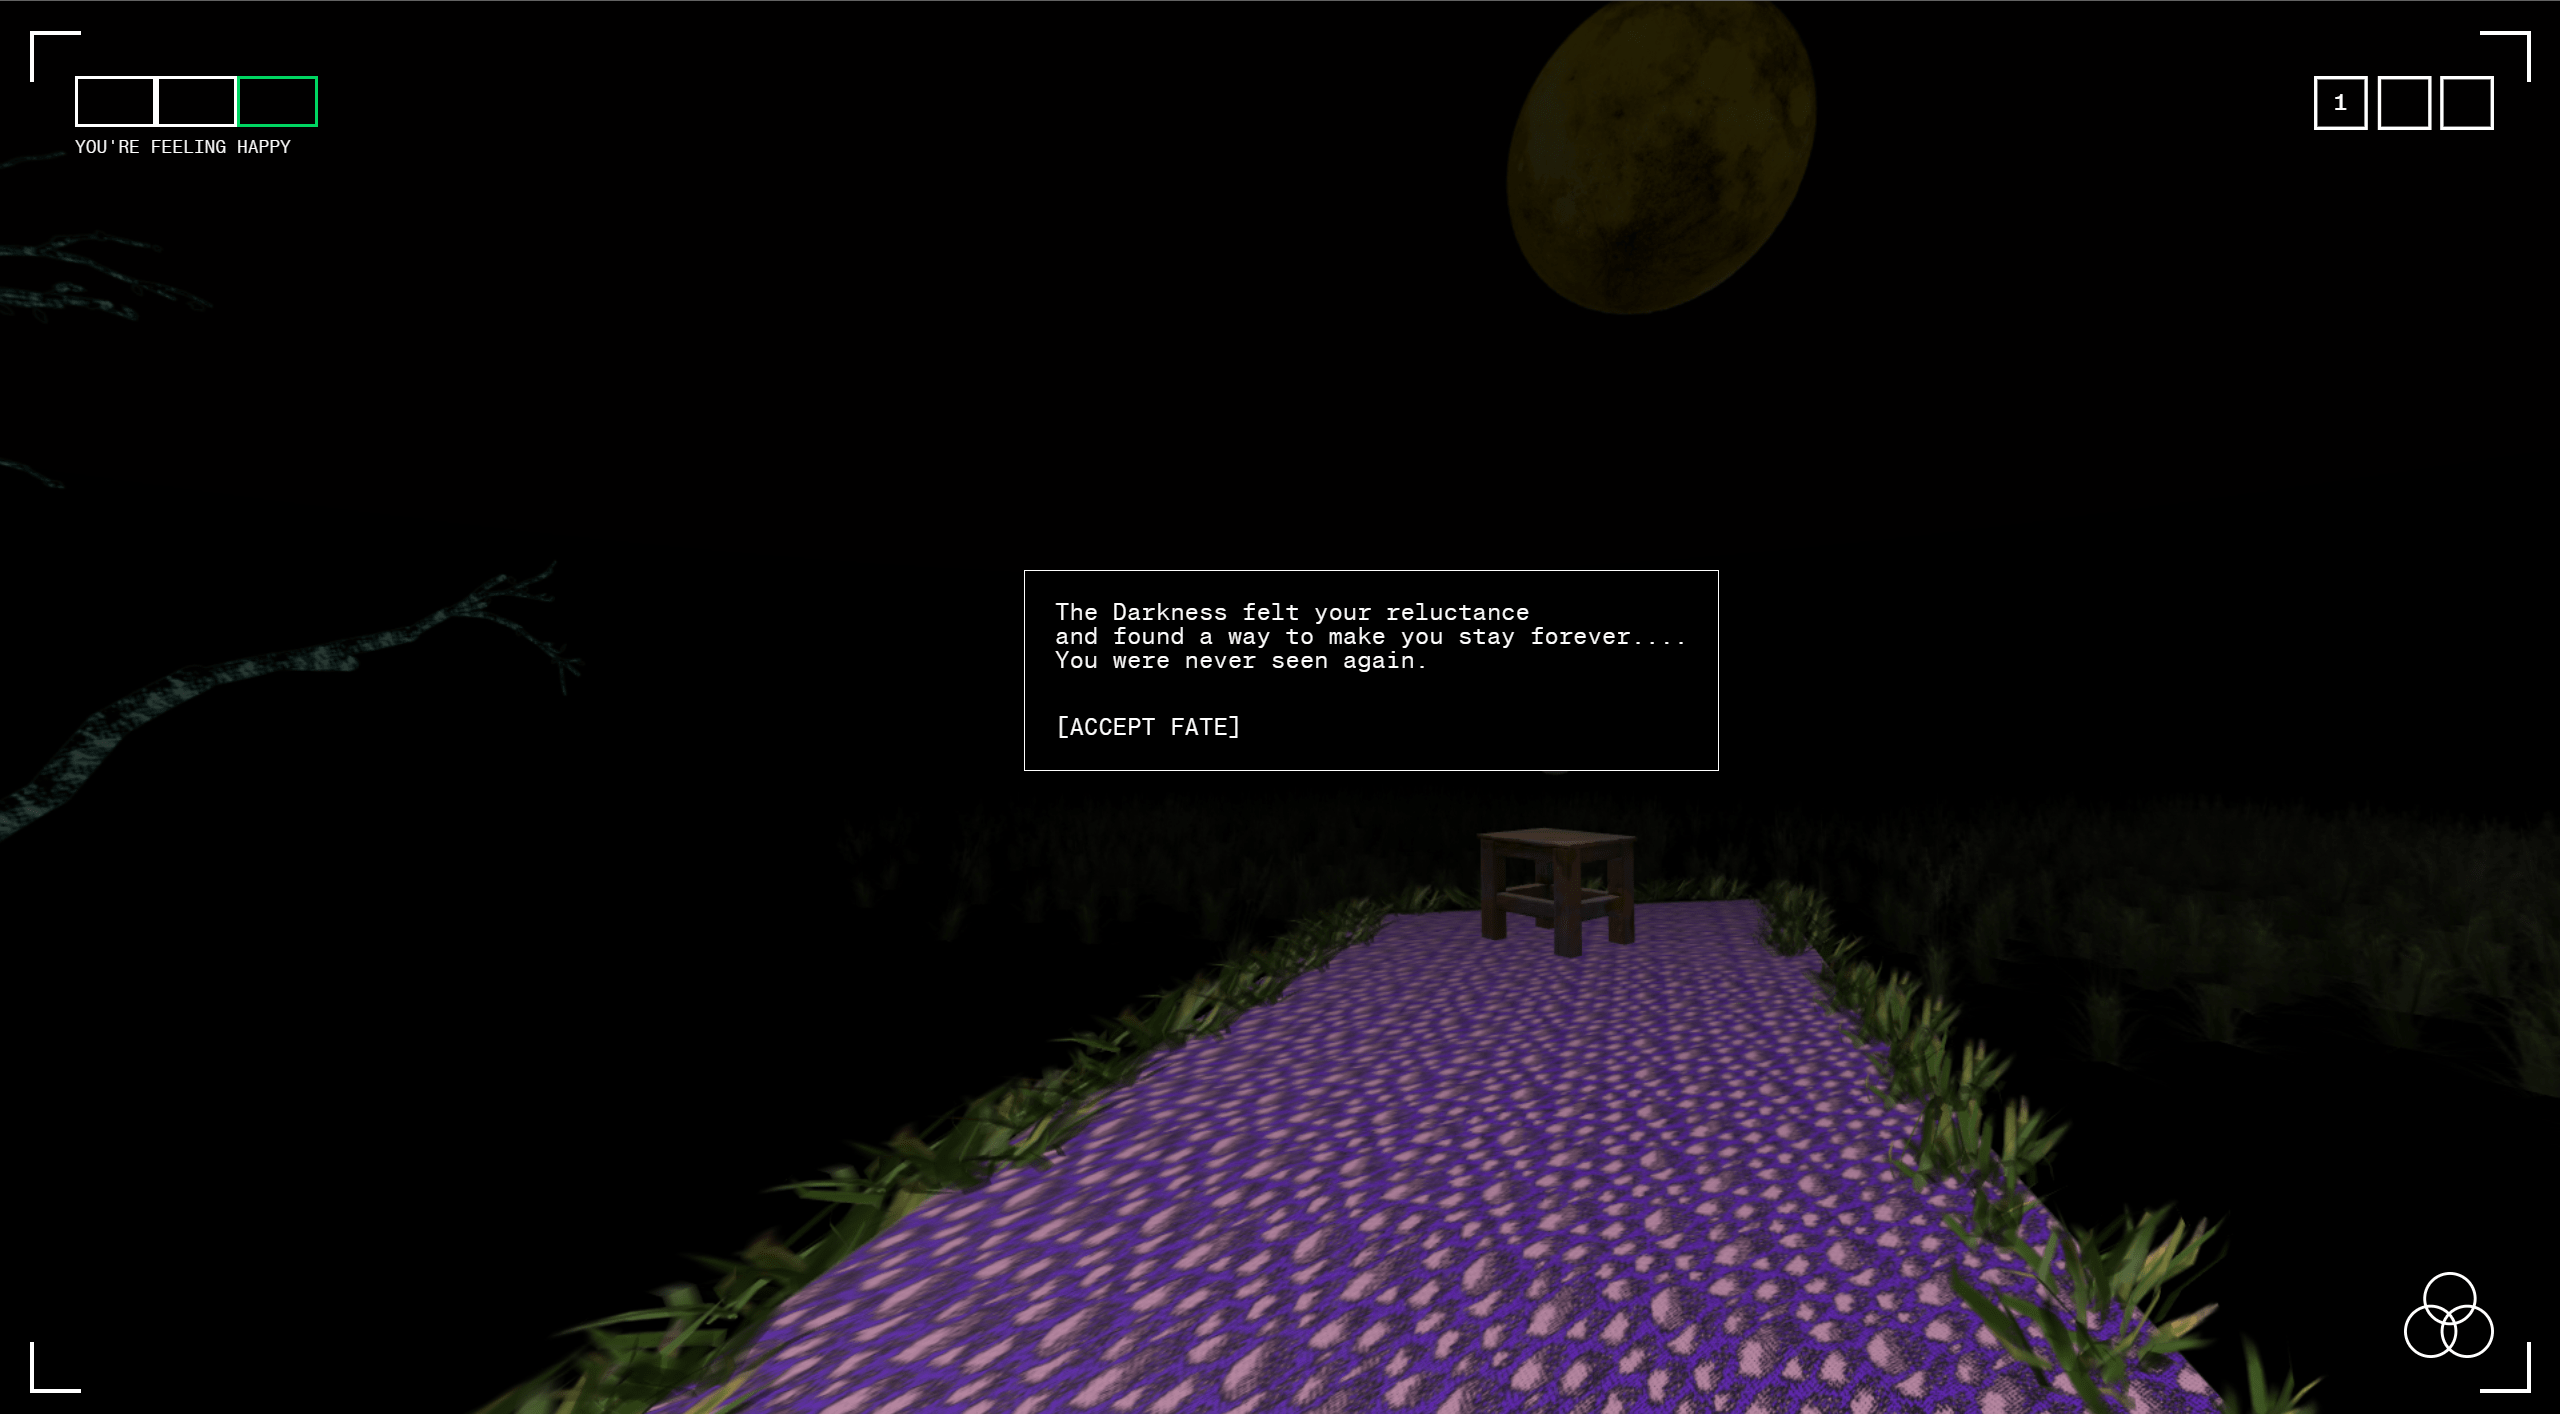 YOU'RE FEELING HAPPY
1
The Darkness felt your reluctance
and found a way to make you stay forever....
You were never seen again.
[ACCEPT FATE]